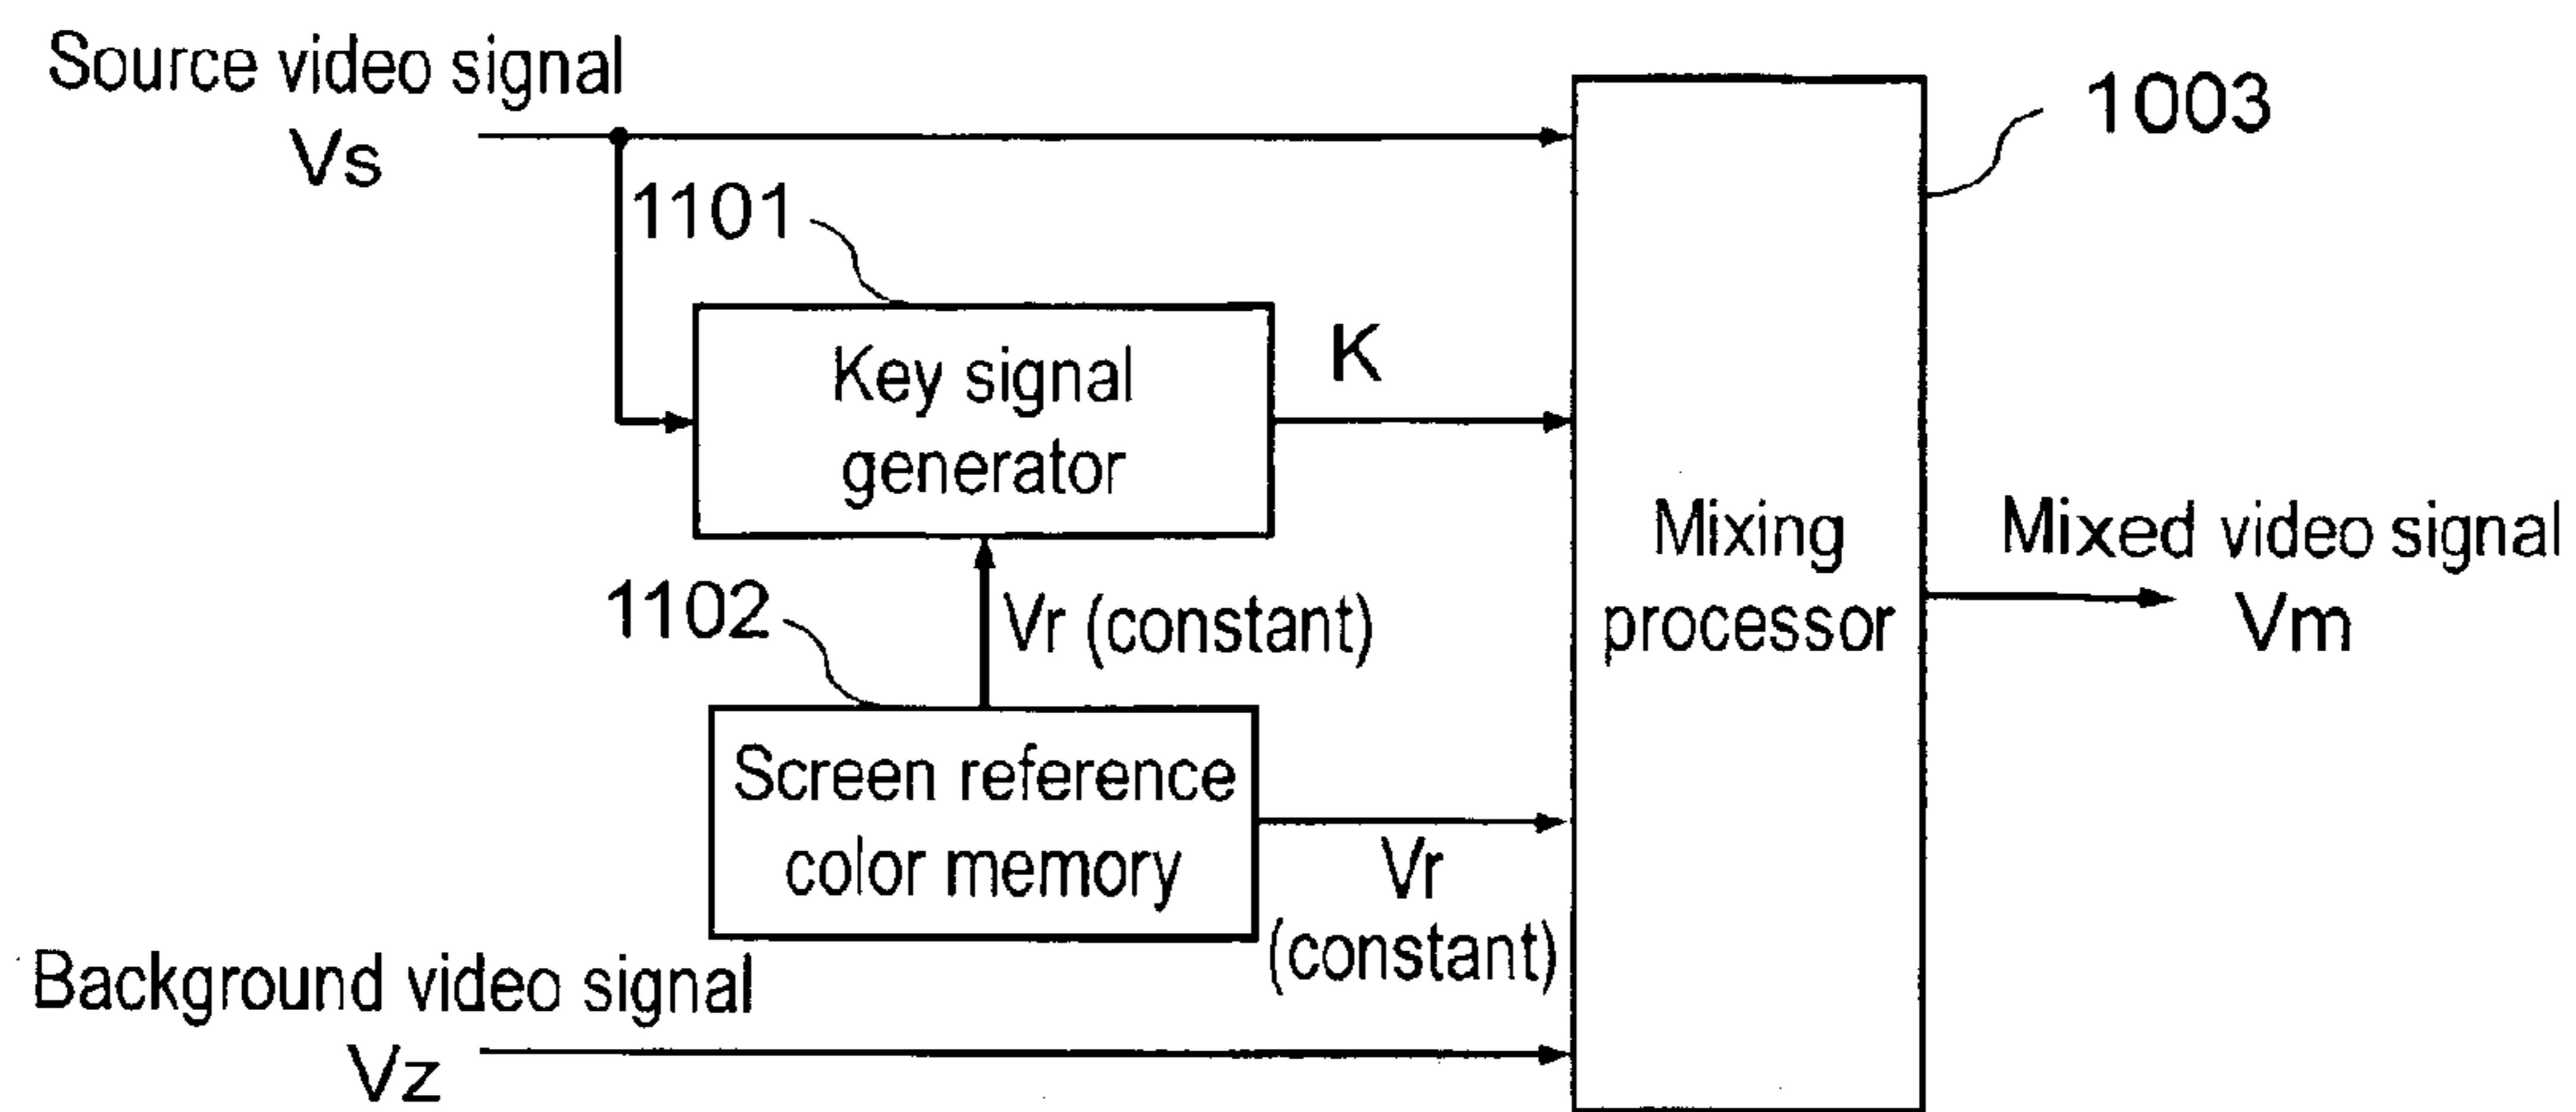 Source video signal
Vs
1003
1101
Key signal
generator
K
Mixing
processor
Mixed video signal
Vm
1102
Vr (constant)
Screen reference
color memory
Vr
(constant)
Background video signal
Vz